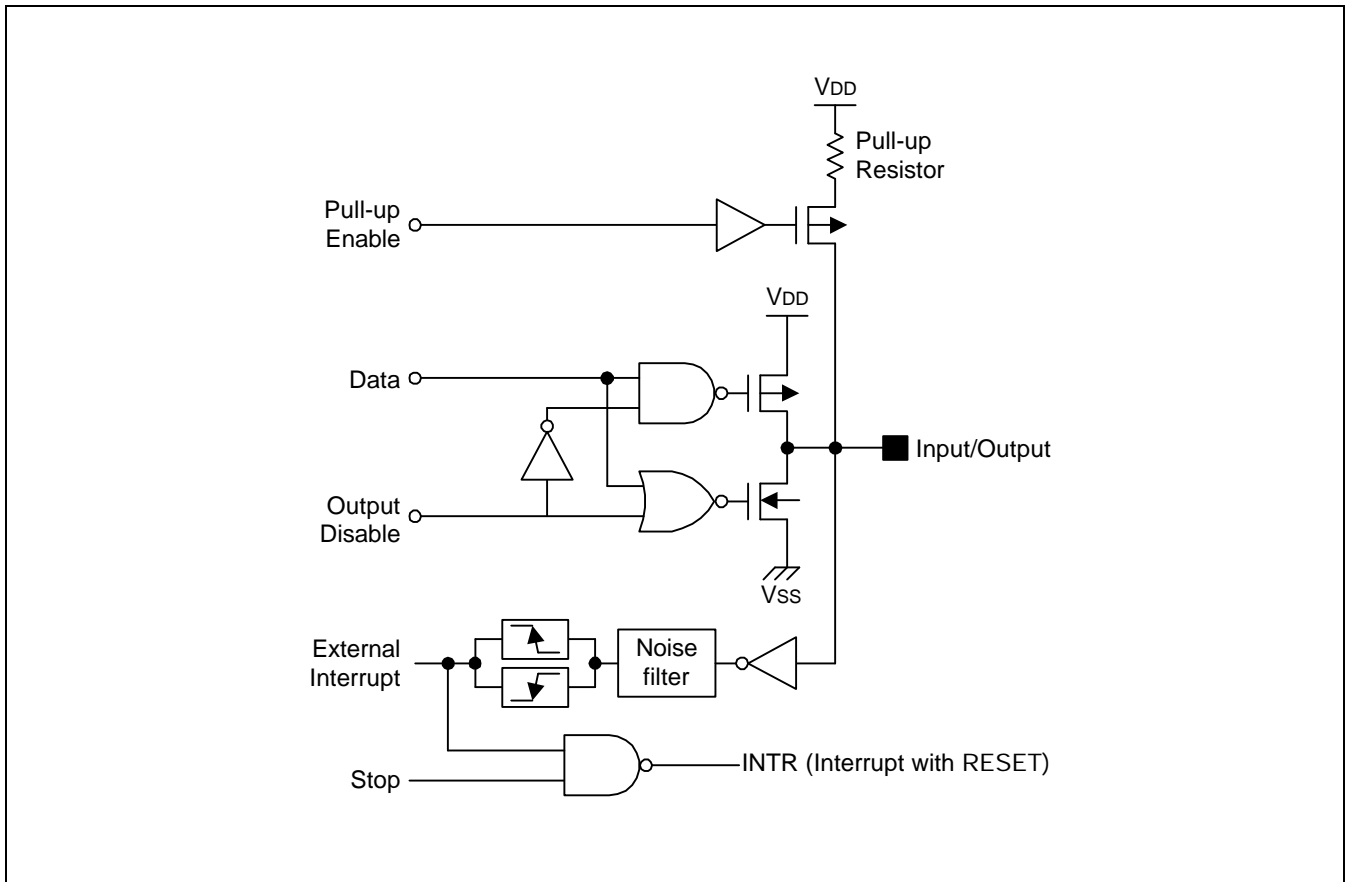 VDD
Pull-up
Resistor
Pull-up
Enable
VDD
Data
Input/Output
Output
Disable
VSS
External
Interrupt
Noise
filter
INTR (Interrupt with RESET)
Stop